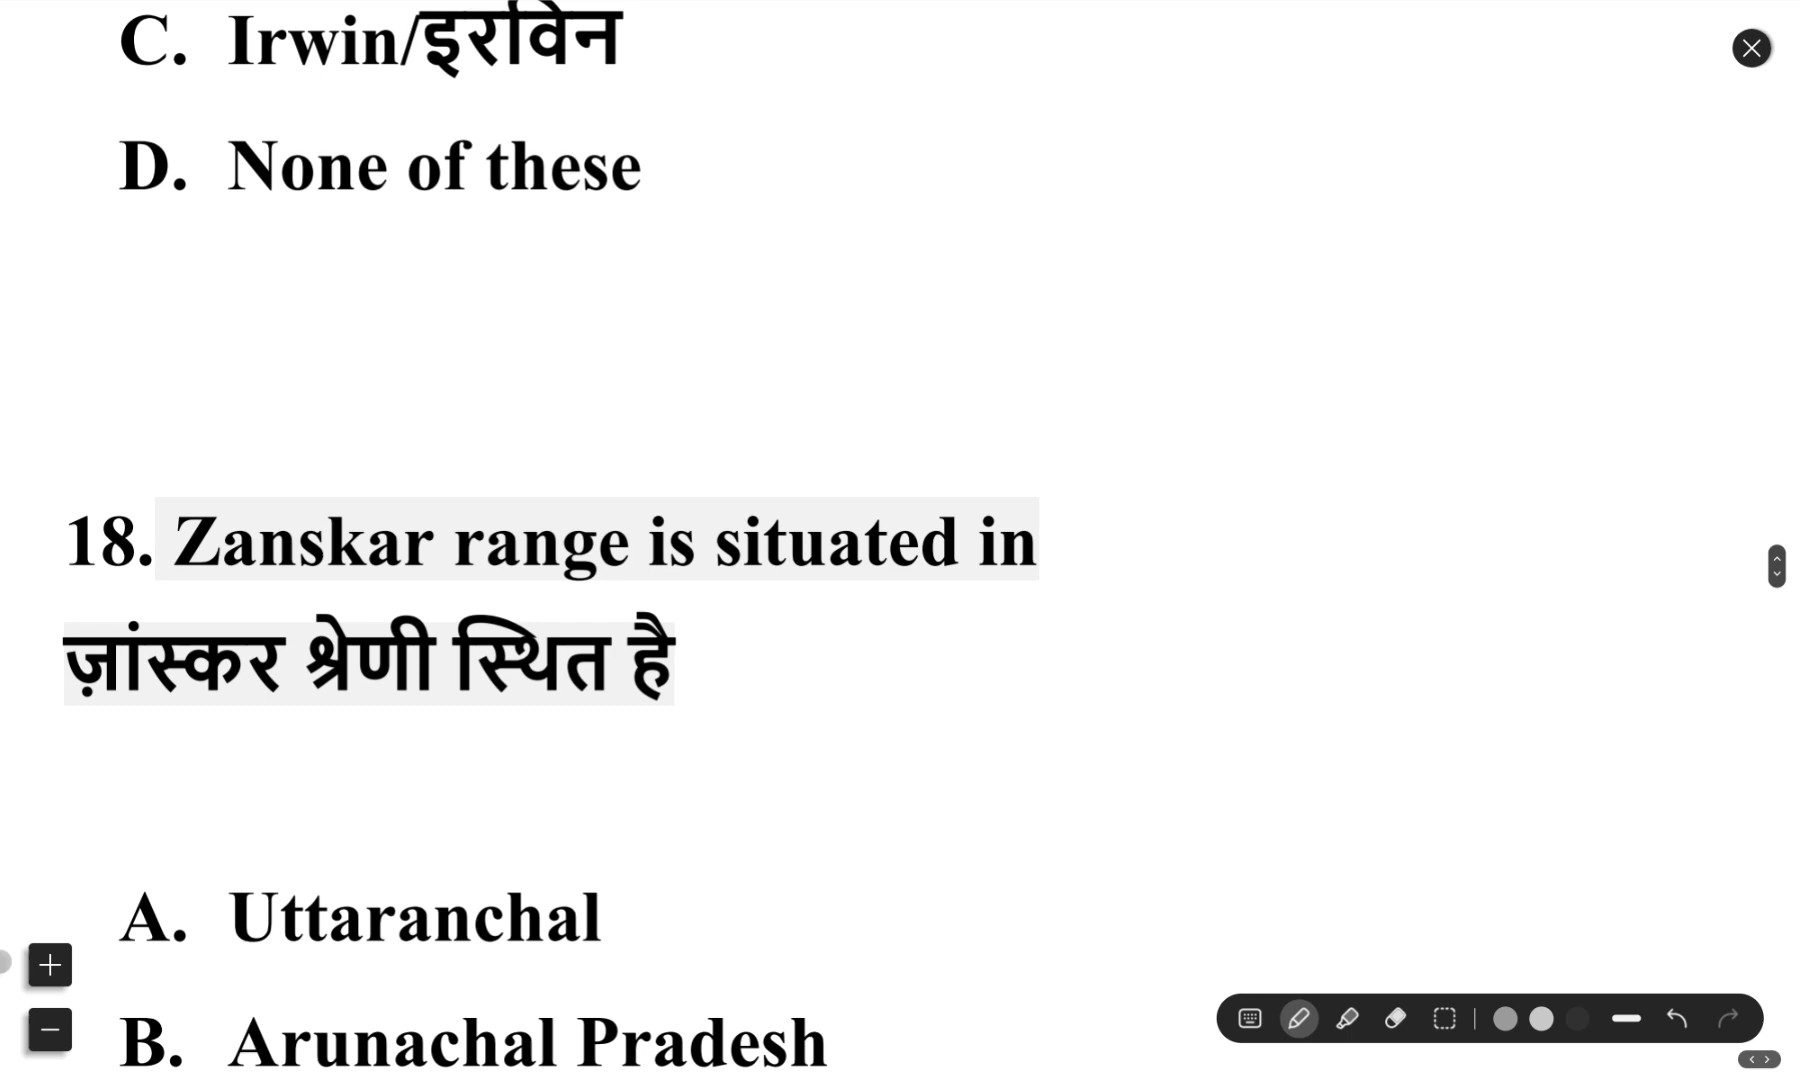 C. Irwin/इरविन
D. None of these
18. Zanskar range is situated in
ज़ांस्कर श्रेणी स्थित है
A. Uttaranchal
B. Arunachal Pradesh